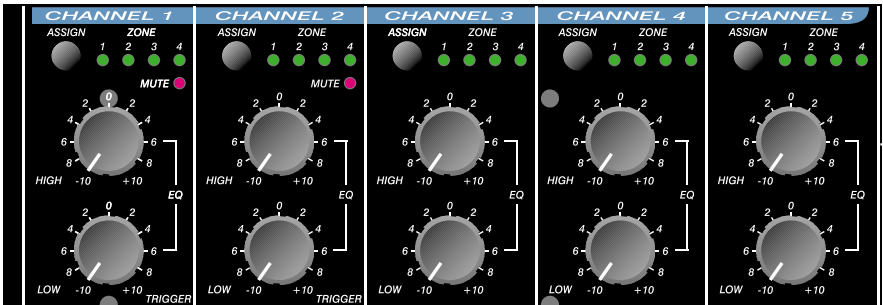 CHANNEL 1 CHANNEL 2 CHANNEL 3 CHANNEL 4 CHANNEL 5
ASSIGN ZONE ASSIGN ZONE ASSIGN ZONE ASSIGN ZONE ASSIGN ZONE
1 2 3 4 1 2 3 4 1 2 3 4 1 2 3 4 1 2 3 4
MUTE MUTE
0 0 0 0 0
2 2 2 2 2 2 2 2 2 2
4 4 4 4 4 4 4 4 4 4
6 6 6 6 6 6 6 6 6 6
8 8 8 8 8 8 8 8 8 8
HIGH -10 +10 HIGH -10 +10 HIGH -10 +10 HIGH -10 +10 HIGH -10 +10
EQ EQ EQ EQ EQ
0 0 0 0 0
2 2 2 2 2 2 2 2 2 2
4 4 4 4 4 4 4 4 4 4
6 6 6 6 6 6 6 6 6 6
8 8 8 8 8 8 8 8 8 8
LOW -10 +10 LOW -10 +10 LOW -10 +10 LOW -10 +10 LOW -10 +10
TRIGGER TRIGGER